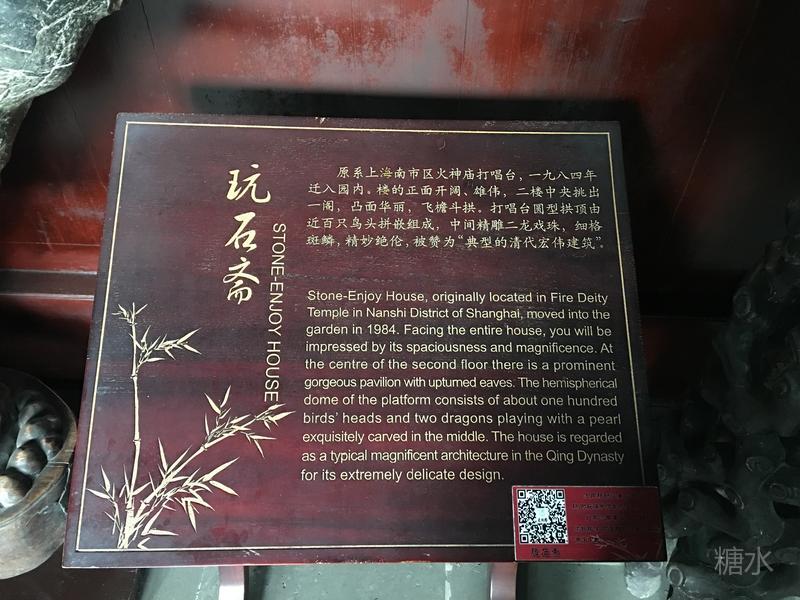 玩石斋
STONE-ENJOY HOUSE
原系上海南市区火神庙打唱台，一九八四年
迁入园内。楼的正面开阔、雄伟，二楼中央挑出
一阁，凸面华丽，飞檐斗拱。打唱台圆型拱顶由
近百只鸟头拼嵌组成，中间精雕二龙戏珠，细格
斑鳞，精妙绝伦，被赞为“典型的清代宏伟建筑”。
Stone-Enjoy House, originally located in Fire Deity
Temple in Nanshi District of Shanghai, moved into the
garden in 1984. Facing the entire house, you will be
impressed by its spaciousness and magnificence. At
the centre of the second floor there is a prominent
gorgeous pavilion with upturned eaves. The hemispherical
dome of the platform consists of about one hundred
birds’ heads and two dragons playing with a pearl
exquisitely carved in the middle. The house is regarded
as a typical magnificent architecture in the Qing Dynasty
for its extremely delicate design.
糖水